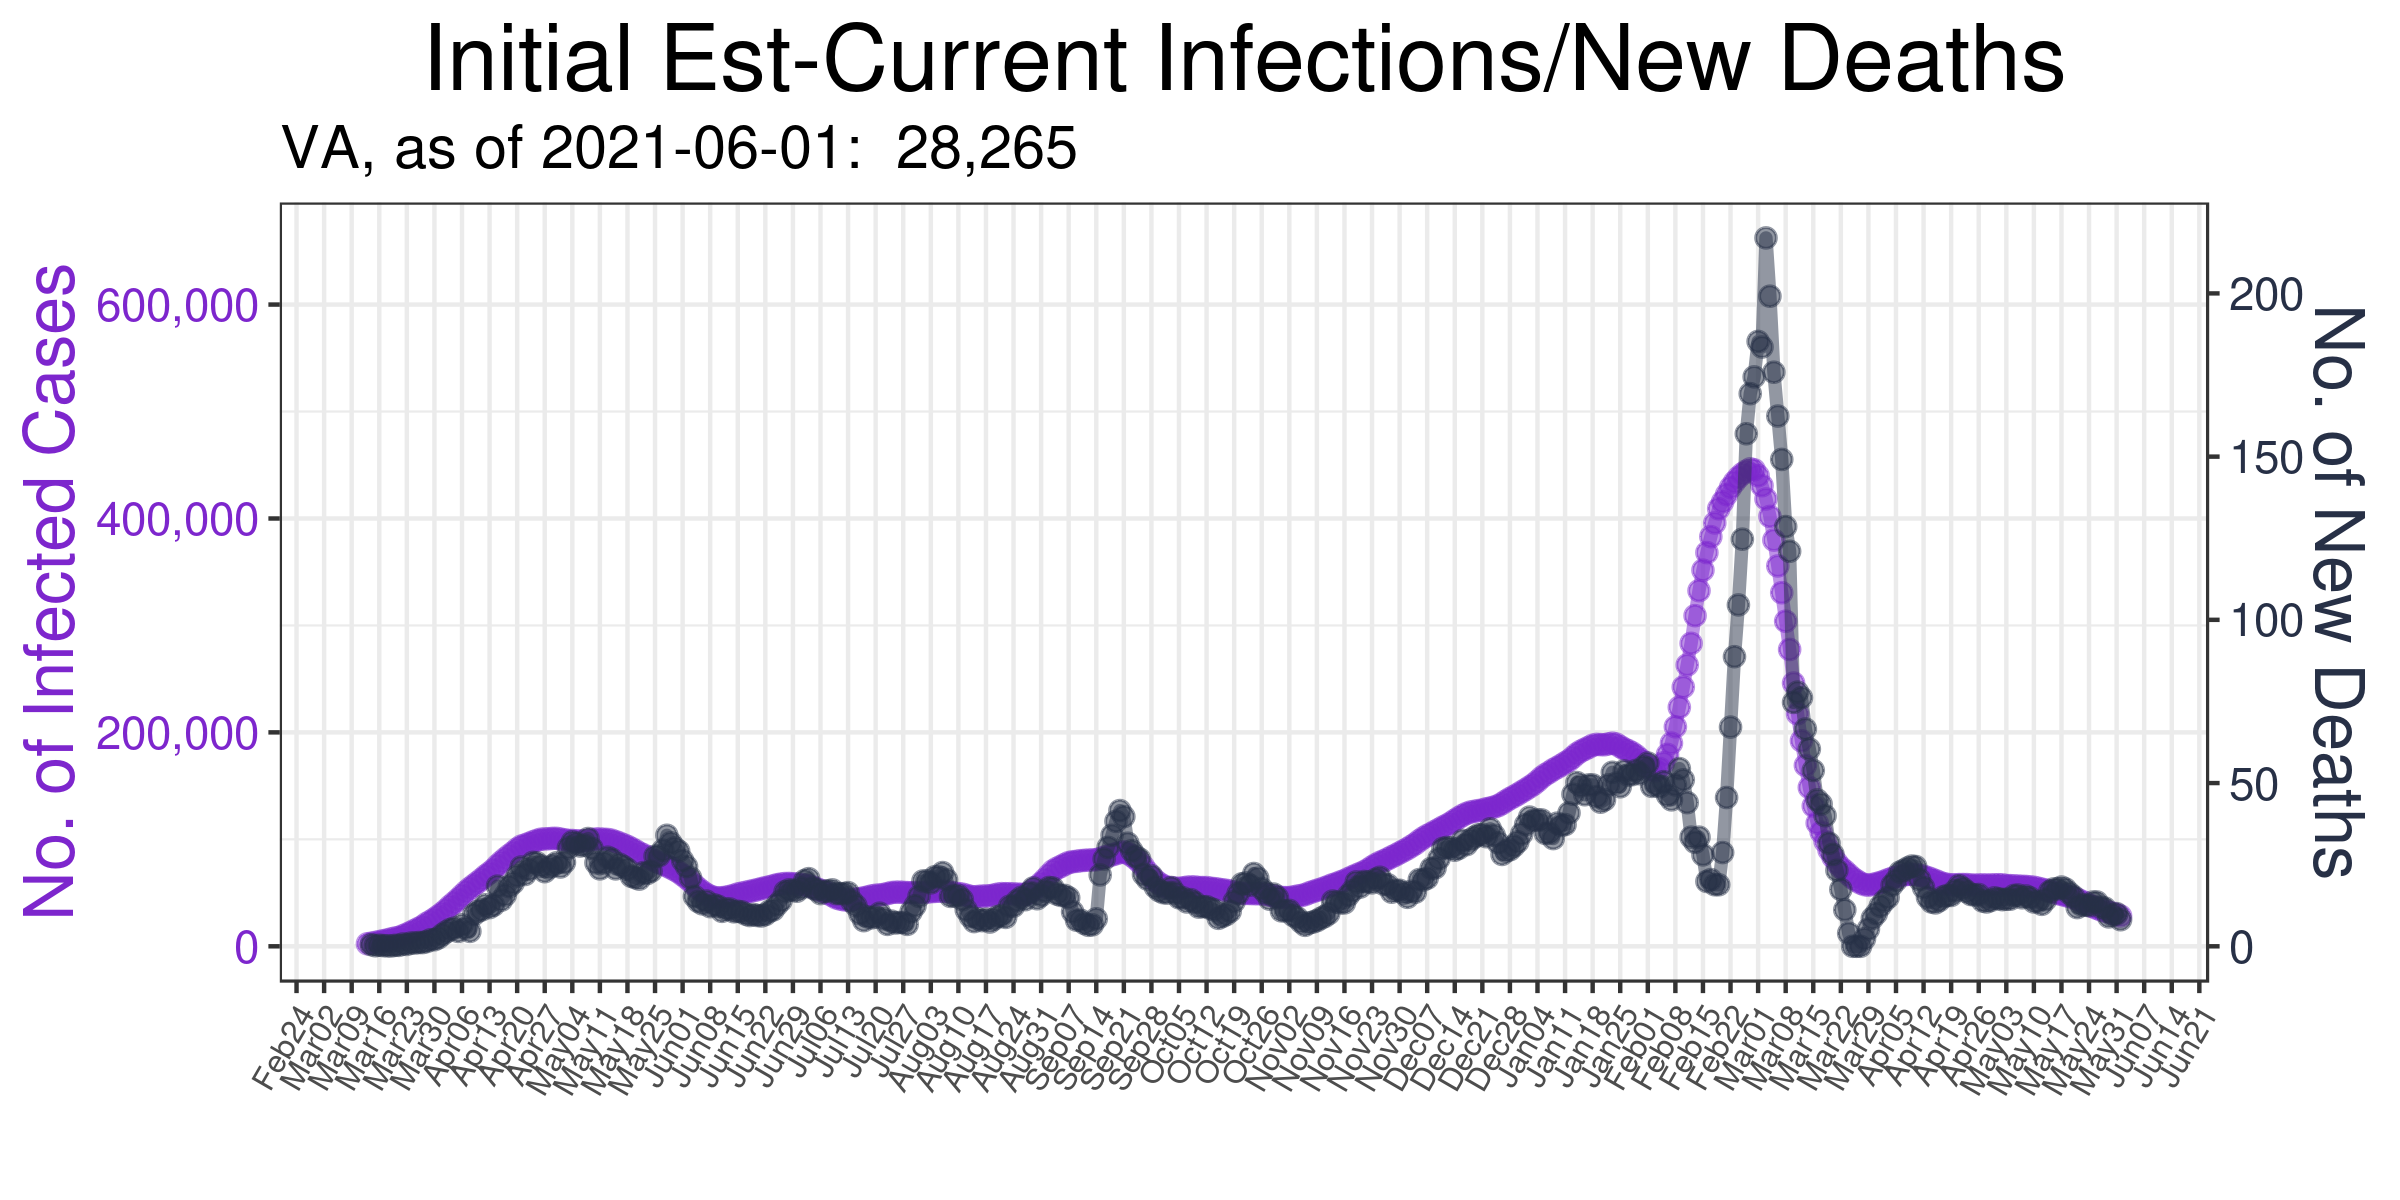 Initial Est-Current Infections/New Deaths
VA, as of 2021-06-01:  28,265
No. of Infected Cases
600,000
400,000
200,000
0
200
150
100
50
0
No. of New Deaths
Feb24
Mar02
Mar09
Mar16
Mar23
Mar30
Apr06
Apr13
Apr20
Apr27
May04
May11
May18
May25
Jun01
Jun08
Jun15
Jun22
Jun29
Jul06
Jul13
Jul20
Jul27
Aug03
Aug10
Aug17
Aug24
Aug31
Sep07
Sep14
Sep21
Sep28
Oct05
Oct12
Oct19
Oct26
Nov02
Nov09
Nov16
Nov23
Nov30
Dec07
Dec14
Dec21
Dec28
Jan04
Jan11
Jan18
Jan25
Feb01
Feb08
Feb15
Feb22
Mar01
Mar08
Mar15
Mar22
Mar29
Apr05
Apr12
Apr19
Apr26
May03
May10
May17
May24
May31
Jun07
Jun14
Jun21